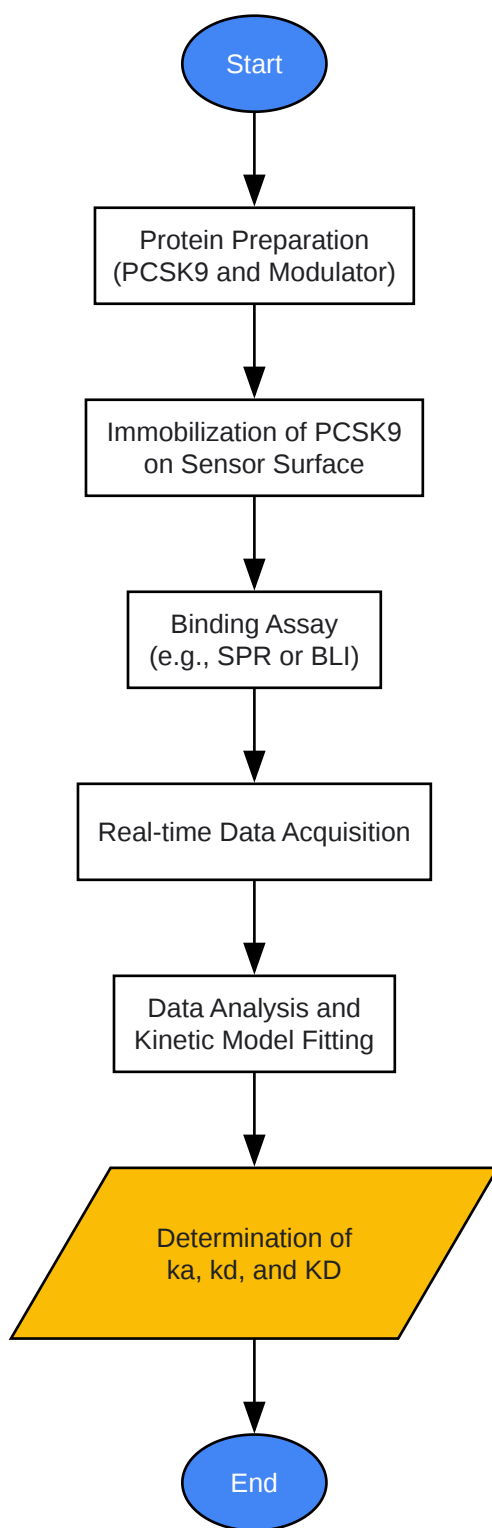 Start
Protein Preparation
(PCSK9 and Modulator)
Immobilization of PCSK9
on Sensor Surface
Binding Assay
(e.g., SPR or BLI)
Real-time Data Acquisition
Data Analysis and
Kinetic Model Fitting
Determination of
ka, kd, and KD
End